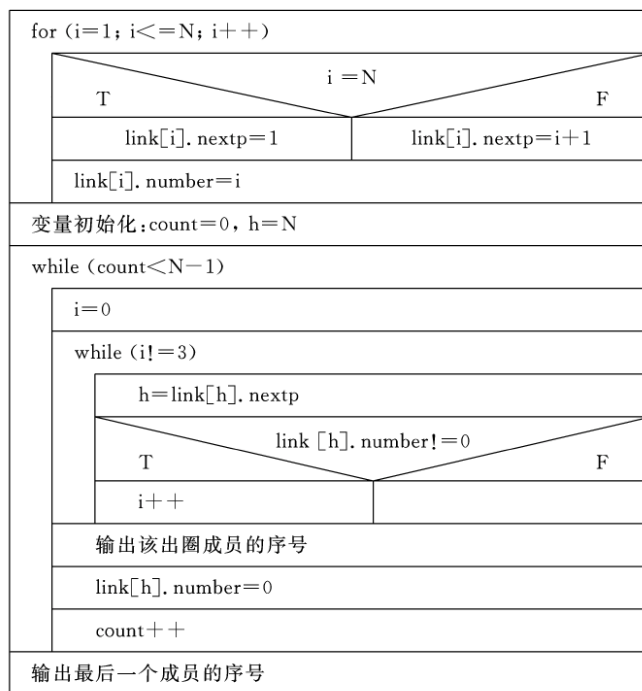 for (i=1; i<=N; i++)
i=N
T
F
link[i].nextp=1
link[i].nextp=i+1
link[i].number=i
变量初始化:count=0, h=N
while (count<N-1)
i=0
while (i!=3)
h=link[h].nextp
link [h].number!=0
T
F
i++
输出该出圈成员的序号
link[h].number=0
count++
输出最后一个成员的序号